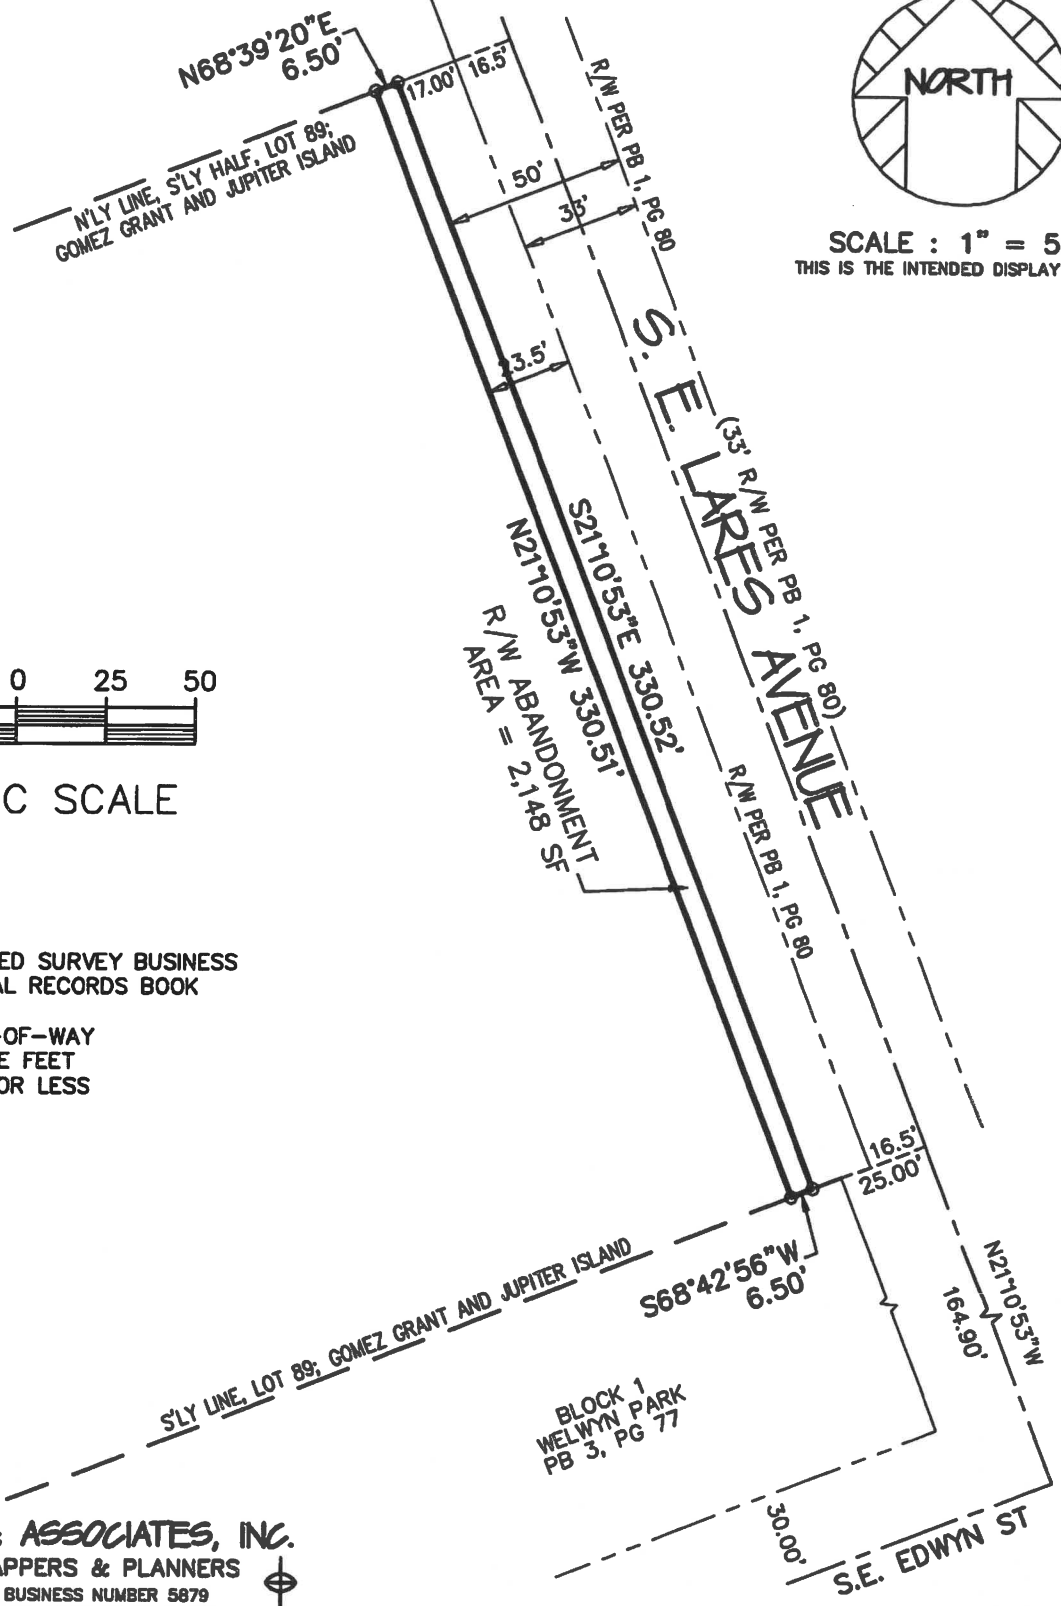 N68°39'20"E
6.50'
17.00'
16.5'
NORTH
R/W PER PB 1, PG 80
N'LY LINE, S'LY HALF, LOT 89;
GOMEZ GRANT AND JUPITER ISLAND
50'
33'
SCALE : 1" = 5
THIS IS THE INTENDED DISPLAY
23.5'
S. E. LARES AVENUE
(33' R/W PER PB 1, PG 80)
S21°10'53"E 330.52'
N21°10'53"W 330.51'
R/W ABANDONMENT
AREA = 2,148 SF
0 25 50
C SCALE
R/W PER PB 1, PG 80
ED SURVEY BUSINESS
AL RECORDS BOOK
-OF-WAY
E FEET
OR LESS
16.5'
25.00'
S68°42'56"W
6.50'
N21°10'53"W
164.90'
S'LY LINE, LOT 89; GOMEZ GRANT AND JUPITER ISLAND
BLOCK 1
WELWYN PARK
PB 3, PG 77
30.00'
S.E. EDWYN ST
& ASSOCIATES, INC.
APPERS & PLANNERS
BUSINESS NUMBER 5879